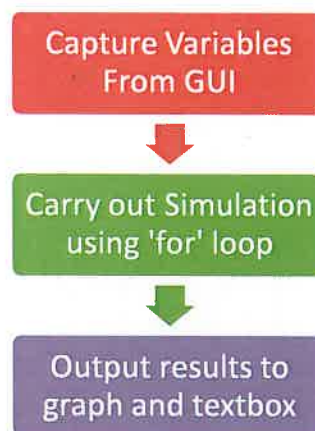 Capture Variables
From GUI
Carry out Simulation
using 'for' loop
Output results to
graph and textbox